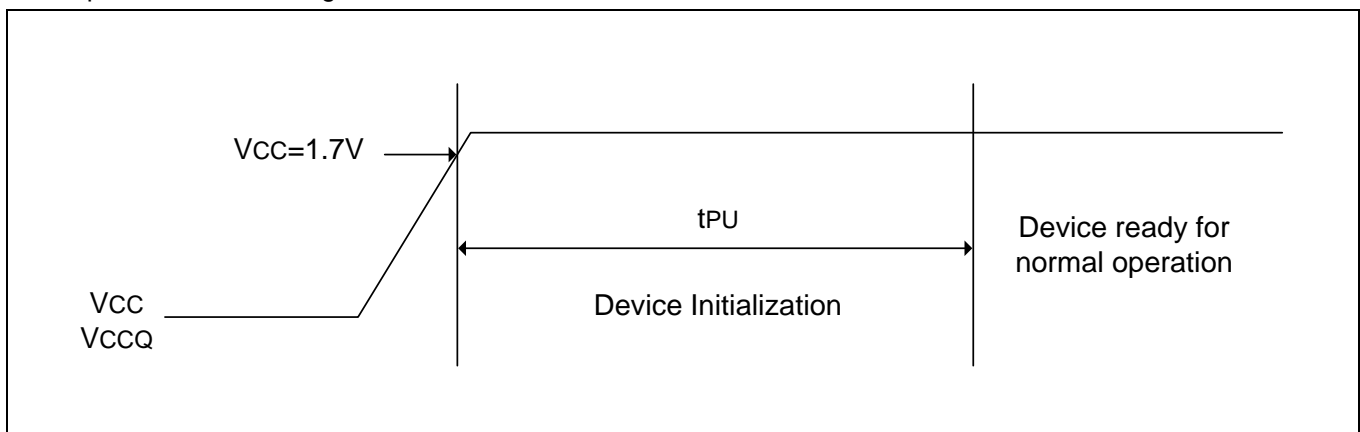 VCC=1.7V
tPU
Device ready for
normal operation
Device Initialization
VCC
VCCQ